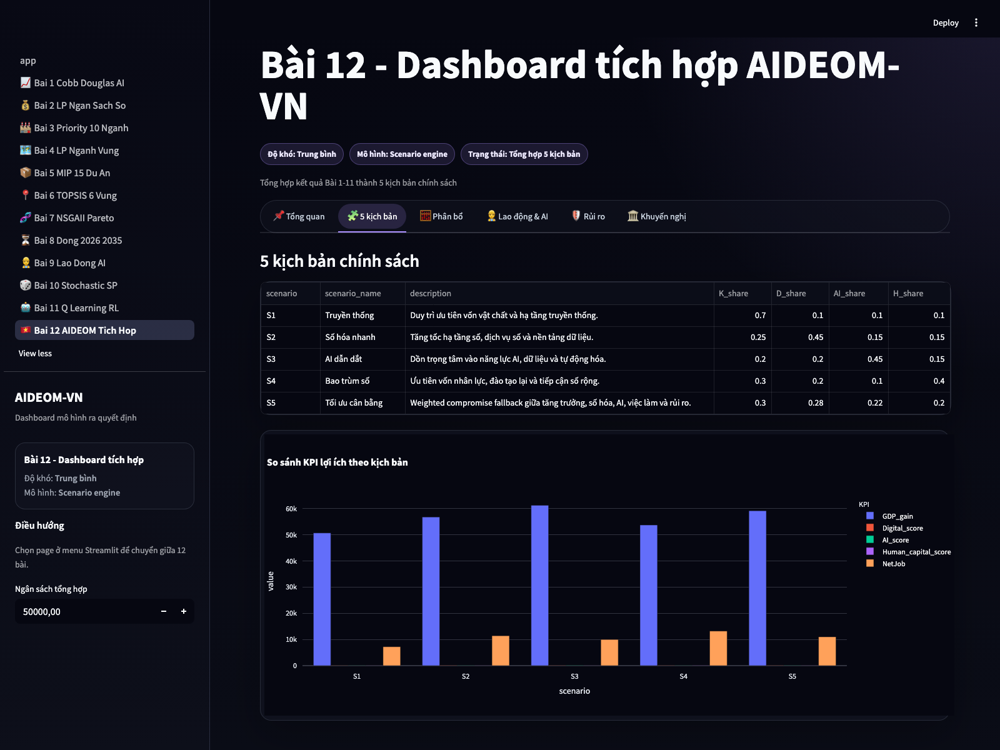 Deploy
app
Bai 1 Cobb Douglas AI
Bai 2 LP Ngan Sach So
Bai 3 Priority 10 Nganh
Bai 4 LP Nganh Vung
Bai 5 MIP 15 Du An
Bai 6 TOPSIS 6 Vung
Bai 7 NSGAII Pareto
Bai 8 Dong 2026 2035
Bai 9 Lao Dong AI
Bai 10 Stochastic SP
Bai 11 Q Learning RL
Bai 12 AIDEOM Tich Hop
View less
AIDEOM-VN
Dashboard mô hình ra quyết định
Bài 12 - Dashboard tích hợp
Độ khó: Trung bình
Mô hình: Scenario engine
Điều hướng
Chọn page ở menu Streamlit để chuyển giữa 12
bài.
Ngân sách tổng hợp
50000,00 − +
Bài 12 - Dashboard tích hợp AIDEOM-
VN
Độ khó: Trung bình Mô hình: Scenario engine Trạng thái: Tổng hợp 5 kịch bản
Tổng hợp kết quả Bài 1-11 thành 5 kịch bản chính sách
Tổng quan 5 kịch bản Phân bổ Lao động & AI Rủi ro Khuyến nghị
5 kịch bản chính sách
scenario scenario_name description K_share D_share AI_share H_share
S1 Truyền thống Duy trì ưu tiên vốn vật chất và hạ tầng truyền thống. 0.7 0.1 0.1 0.1
S2 Số hóa nhanh Tăng tốc hạ tầng số, dịch vụ số và nền tảng dữ liệu. 0.25 0.45 0.15 0.15
S3 AI dẫn dắt Dồn trọng tâm vào năng lực AI, dữ liệu và tự động hóa. 0.2 0.2 0.45 0.15
S4 Bao trùm số Ưu tiên vốn nhân lực, đào tạo lại và tiếp cận số rộng. 0.3 0.2 0.1 0.4
S5 Tối ưu cân bằng Weighted compromise fallback giữa tăng trưởng, số hóa, AI, việc làm và rủi ro. 0.3 0.28 0.22 0.2
So sánh KPI lợi ích theo kịch bản
60k
50k
40k
30k
20k
10k
0
value
S1 S2 S3 S4 S5
scenario
KPI
GDP_gain
Digital_score
AI_score
Human_capital_score
NetJob